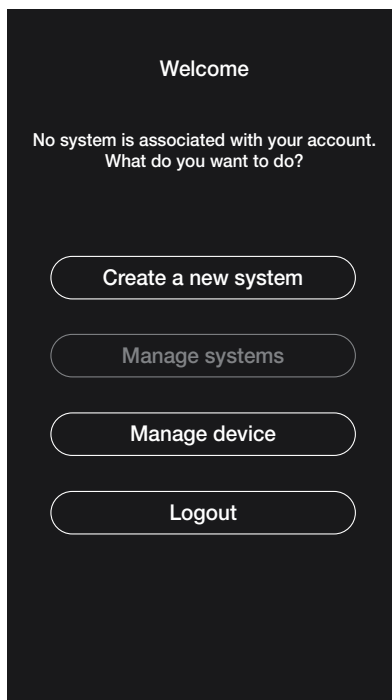 Welcome
No system is associated with your account.
What do you want to do?
Create a new system
Manage systems
Manage device
Logout